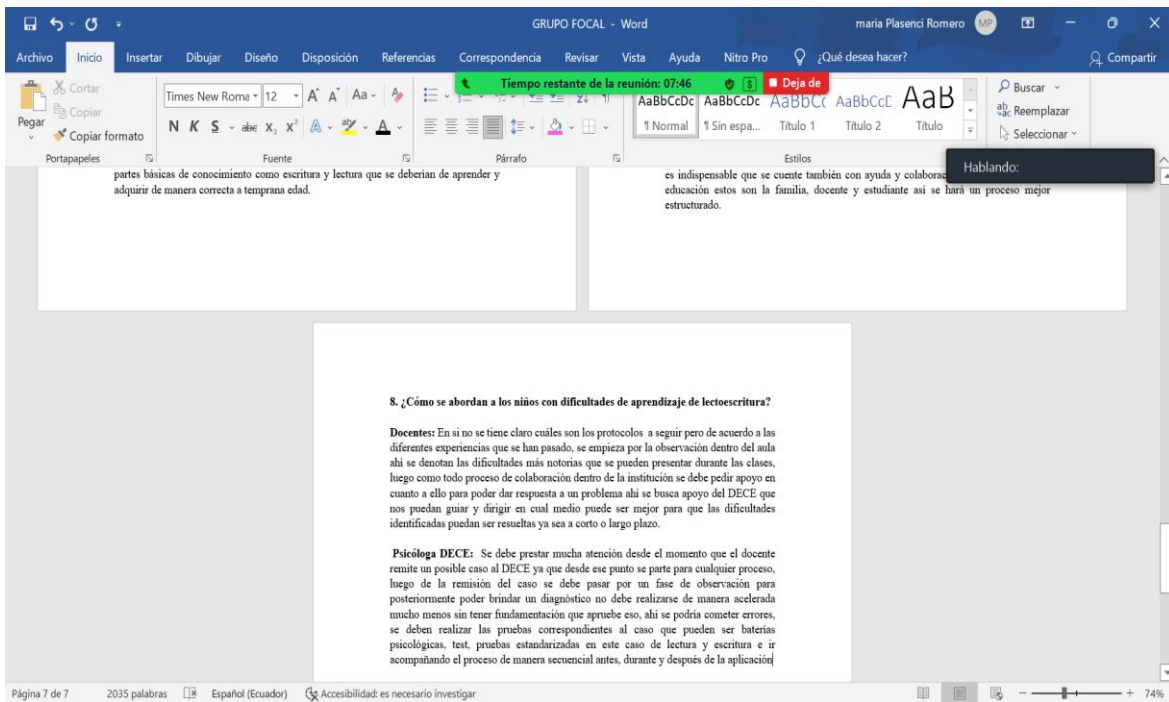 GRUPO FOCAL - Word
maria Plasenci Romero
MP
Archivo Inicio Insertar Dibujar Diseño Disposición Referencias Correspondencia Revisar Vista Ayuda Nitro Pro ¿Qué desea hacer? Compartir
Tiempo restante de la reunión: 07:46
Deja de
Pegar
Cortar
Copiar
Copiar formato
Times New Roma 12
N K S abc X₂ X²
AaBbCcDc AaBbCcDc AaBbCc AaBbCcE AaB
¶ Normal ¶ Sin espa... Título 1 Título 2 Título
Buscar
Reemplazar
Seleccionar
Portapapeles Fuente Párrafo Estilos
Hablando:
partes básicas de conocimiento como escritura y lectura que se deberían de aprender y
adquirir de manera correcta a temprana edad.
es indispensable que se cuente también con ayuda y colaborac
educación estos son la familia, docente y estudiante asi se hará un proceso mejor
estructurado.
8. ¿Cómo se abordan a los niños con dificultades de aprendizaje de lectoescritura?
Docentes: En si no se tiene claro cuáles son los protocolos a seguir pero de acuerdo a las
diferentes experiencias que se han pasado, se empieza por la observación dentro del aula
ahí se denotan las dificultades más notorias que se pueden presentar durante las clases,
luego como todo proceso de colaboración dentro de la institución se debe pedir apoyo en
cuanto a ello para poder dar respuesta a un problema ahí se busca apoyo del DECE que
nos puedan guiar y dirigir en cual medio puede ser mejor para que las dificultades
identificadas puedan ser resueltas ya sea a corto o largo plazo.
Psicóloga DECE: Se debe prestar mucha atención desde el momento que el docente
remite un posible caso al DECE ya que desde ese punto se parte para cualquier proceso,
luego de la remisión del caso se debe pasar por un fase de observación para
posteriormente poder brindar un diagnóstico no debe realizarse de manera acelerada
mucho menos sin tener fundamentación que apruebe eso, ahí se podría cometer errores,
se deben realizar las pruebas correspondientes al caso que pueden ser baterías
psicológicas, test, pruebas estandarizadas en este caso de lectura y escritura e ir
acompañando el proceso de manera secuencial antes, durante y después de la aplicación
Página 7 de 7 2035 palabras Español (Ecuador) Accesibilidad: es necesario investigar 74%